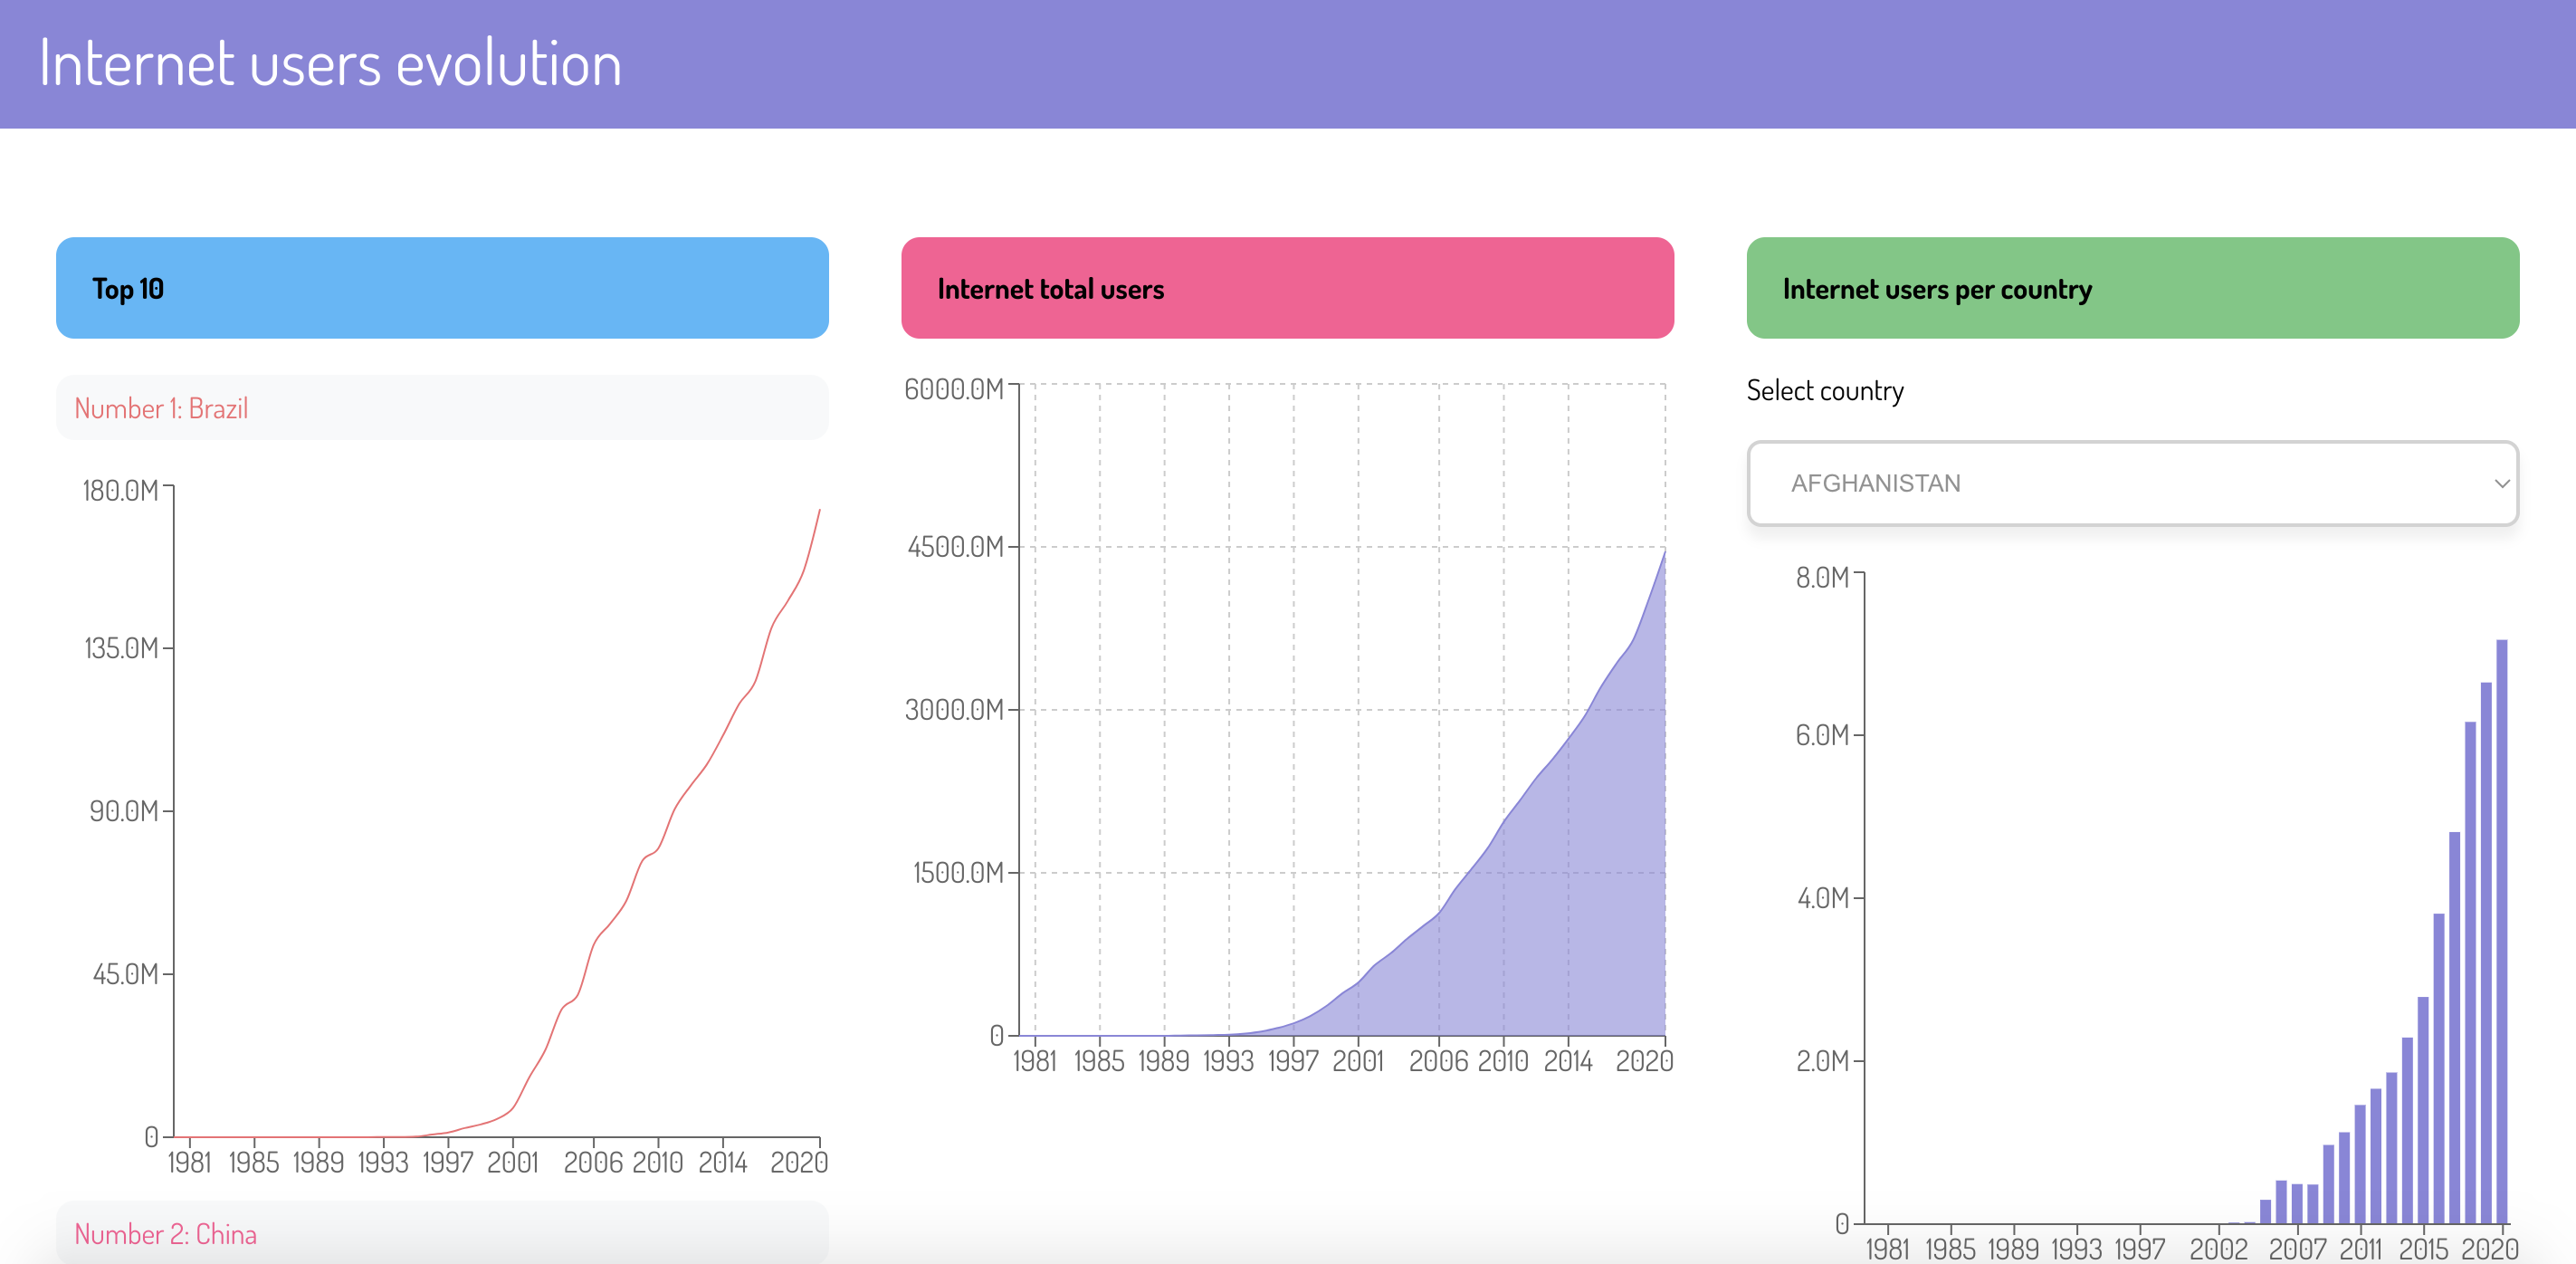 Internet users evolution
Top 10
Number 1: Brazil
180.0M
135.0M
90.0M
45.0M
0
1981 1985 1989 1993 1997 2001 2006 2010 2014 2020
Number 2: China
Internet total users
6000.0M
4500.0M
3000.0M
1500.0M
0
1981 1985 1989 1993 1997 2001 2006 2010 2014 2020
Internet users per country
Select country
AFGHANISTAN
8.0M
6.0M
4.0M
2.0M
0
1981 1985 1989 1993 1997 2002 2007 2011 2015 2020